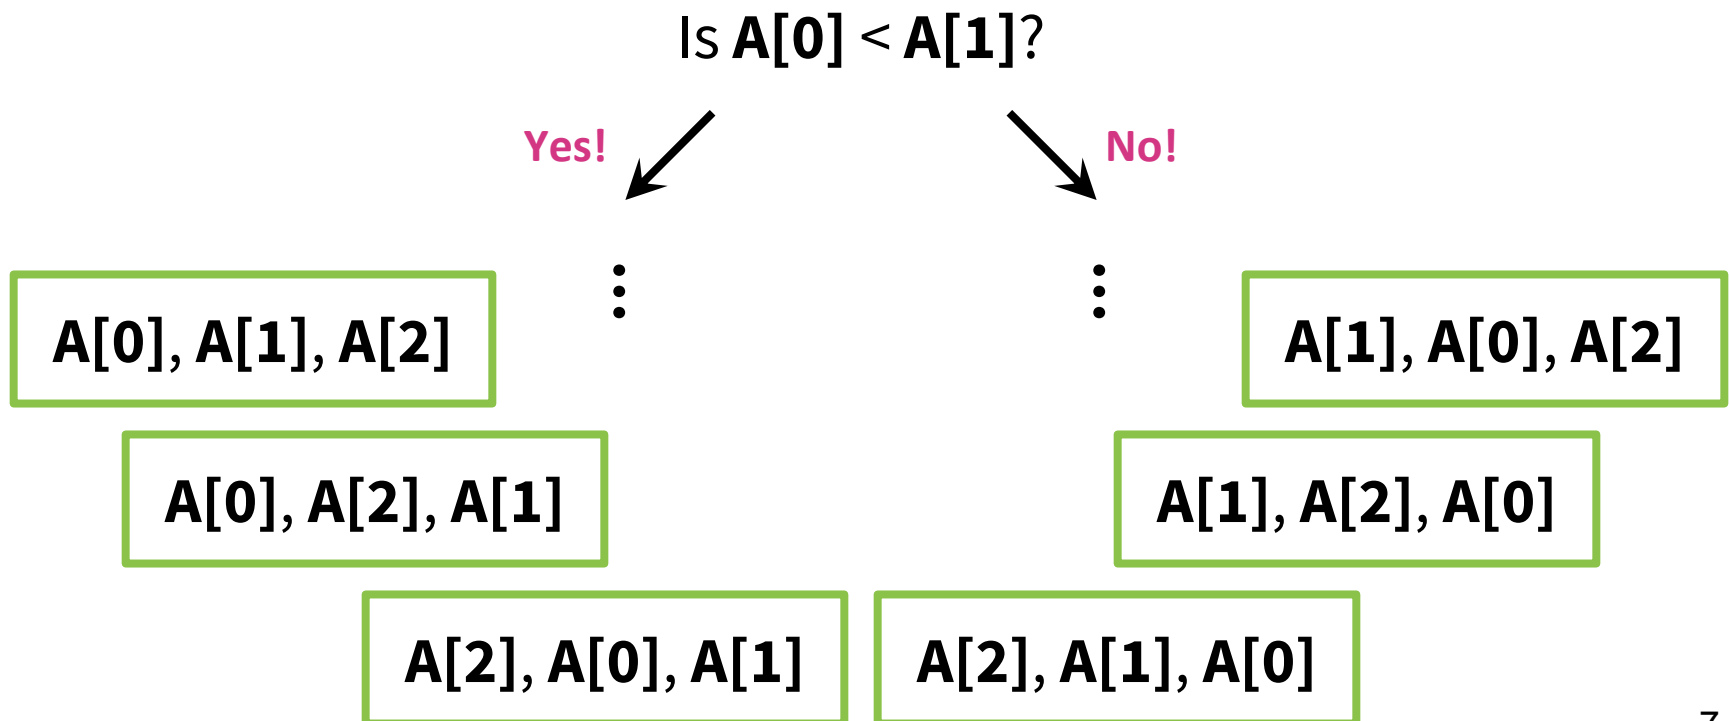 Is A[0] < A[1]?
Yes!
No!
A[0], A[1], A[2]
A[1], A[0], A[2]
A[0], A[2], A[1]
A[1], A[2], A[0]
A[2], A[0], A[1]
A[2], A[1], A[0]